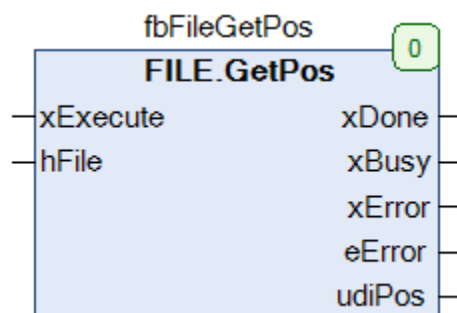 fbFileGetPos
0
FILE.GetPos
xExecute xDone
hFile xBusy
xError
eError
udiPos